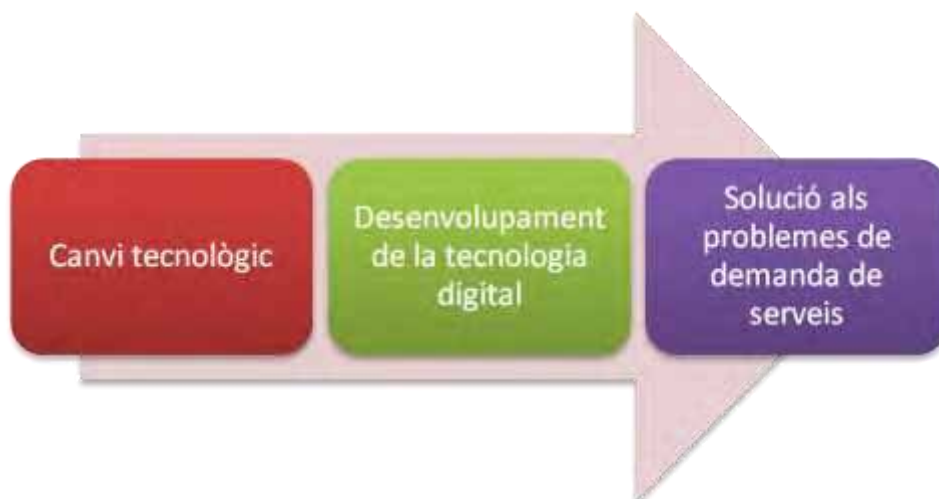 Canvi tecnològic
Desenvolupament
de la tecnologia
digital
Solució als
problemes de
demanda de
serveis